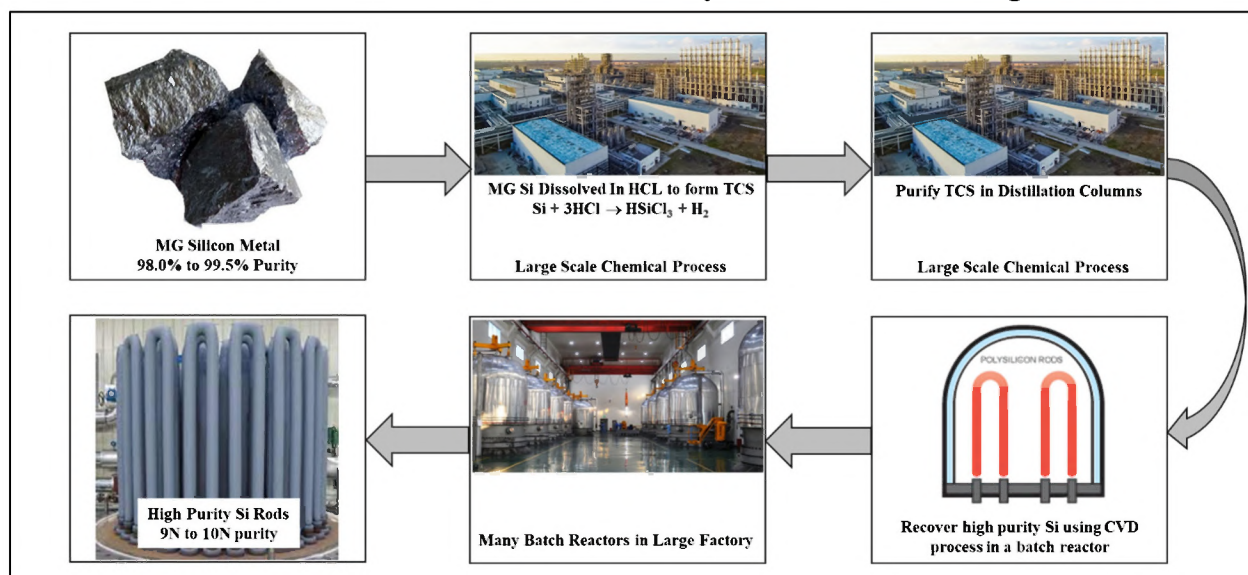 MG Silicon Metal
98.0% to 99.5% Purity
MG Si Dissolved In HCL to form TCS
Si + 3HCl → HSiCl₃ + H₂
Large Scale Chemical Process
Purify TCS in Distillation Columns
Large Scale Chemical Process
POLYSILICON RODS
Recover high purity Si using CVD
process in a batch reactor
Many Batch Reactors in Large Factory
High Purity Si Rods
9N to 10N purity